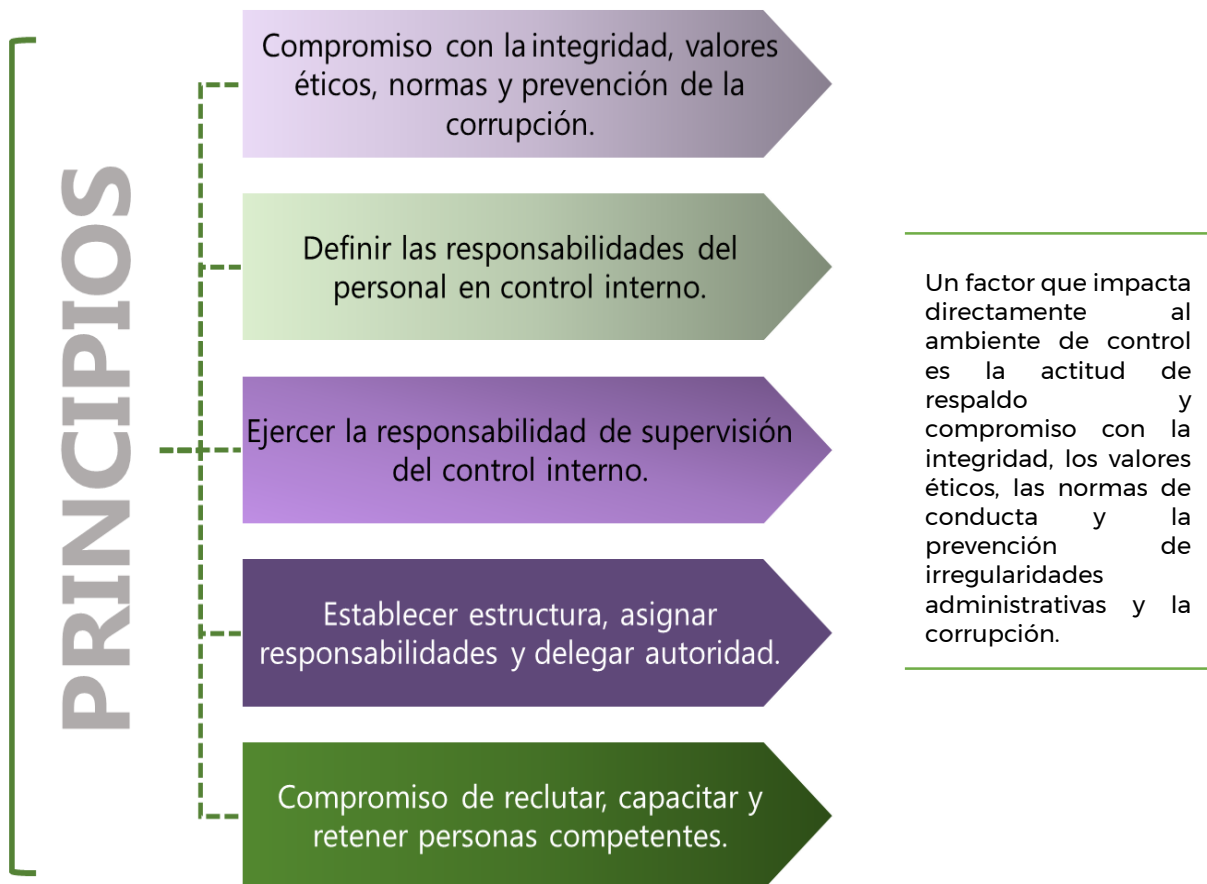 PRINCIPIOS
Compromiso con la integridad, valores
éticos, normas y prevención de la
corrupción.
Definir las responsabilidades del
personal en control interno.
Ejercer la responsabilidad de supervisión
del control interno.
Establecer estructura, asignar
responsabilidades y delegar autoridad.
Compromiso de reclutar, capacitar y
retener personas competentes.
Un factor que impacta
directamente al
ambiente de control
es la actitud de
respaldo y
compromiso con la
integridad, los valores
éticos, las normas de
conducta y la
prevención de
irregularidades
administrativas y la
corrupción.